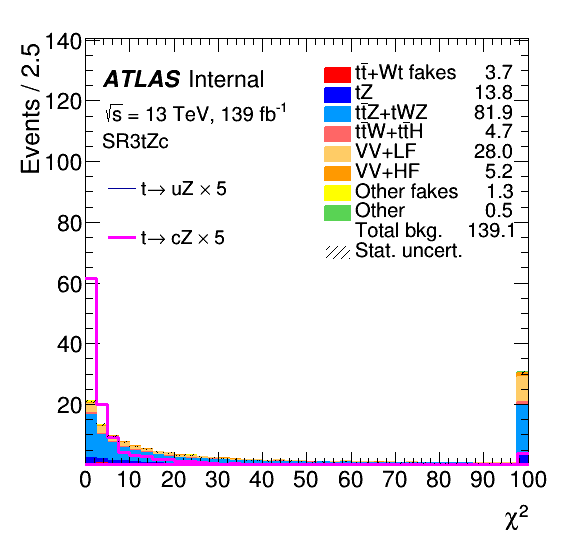 Events / 2.5
140
120
100
80
60
40
20
ATLAS Internal
√s = 13 TeV, 139 fb⁻¹
SR3tZc
t→ uZ × 5
t→ cZ × 5
tt̄+Wt fakes 3.7
tZ 13.8
tt̄Z+tWZ 81.9
tt̄W+tt̄H 4.7
VV+LF 28.0
VV+HF 5.2
Other fakes 1.3
Other 0.5
Total bkg. 139.1
Stat. uncert.
0 10 20 30 40 50 60 70 80 90 100
χ²